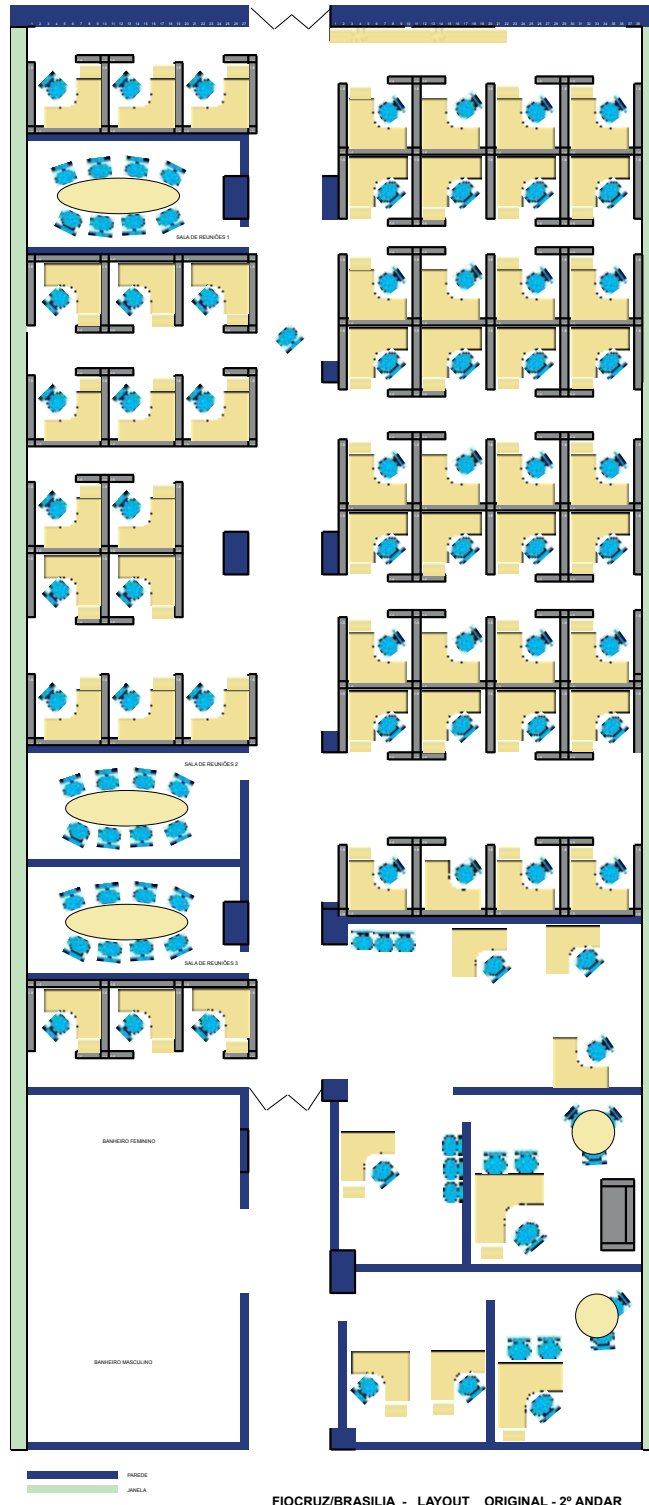 SALA DE REUNIÕES 1
SALA DE REUNIÕES 2
SALA DE REUNIÕES 3
BANHEIRO FEMININO
BANHEIRO MASCULINO
PAREDE
JANELA
FIOCRUZ/BRASILIA - LAYOUT ORIGINAL - 2º ANDAR